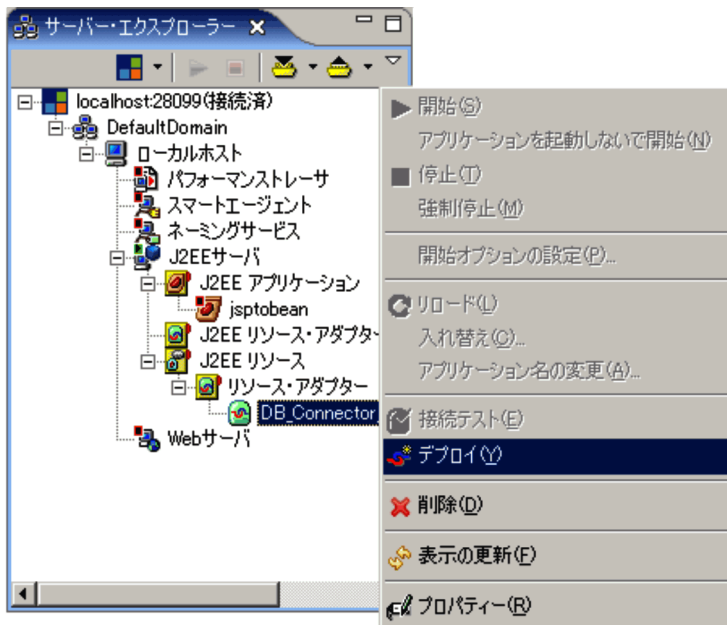 サーバー・エクスプローラー
localhost:28099(接続済)
DefaultDomain
ローカルホスト
パフォーマンストレーサ
スマートエージェント
ネーミングサービス
J2EEサーバ
J2EE アプリケーション
jsptobean
J2EE リソース・アダプター
J2EE リソース
リソース・アダプター
DB_Connector_
Webサーバ
開始(S)
アプリケーションを起動しないで開始(N)
停止(T)
強制停止(M)
開始オプションの設定(P)...
リロード(L)
入れ替え(C)...
アプリケーション名の変更(A)...
接続テスト(E)
デプロイ(Y)
削除(D)
表示の更新(F)
プロパティー(R)